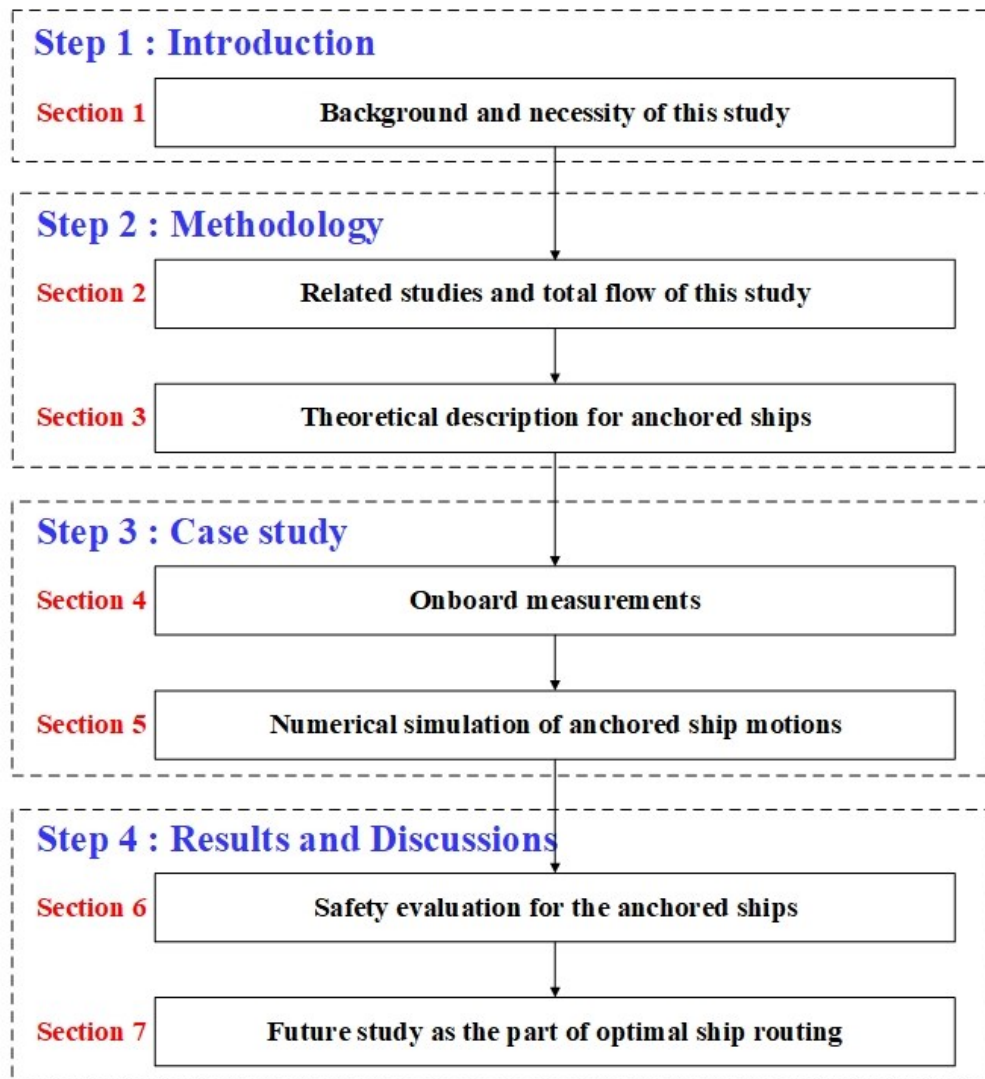 Step 1 : Introduction
Section 1 Background and necessity of this study
Step 2 : Methodology
Section 2 Related studies and total flow of this study
Section 3 Theoretical description for anchored ships
Step 3 : Case study
Section 4 Onboard measurements
Section 5 Numerical simulation of anchored ship motions
Step 4 : Results and Discussions
Section 6 Safety evaluation for the anchored ships
Section 7 Future study as the part of optimal ship routing